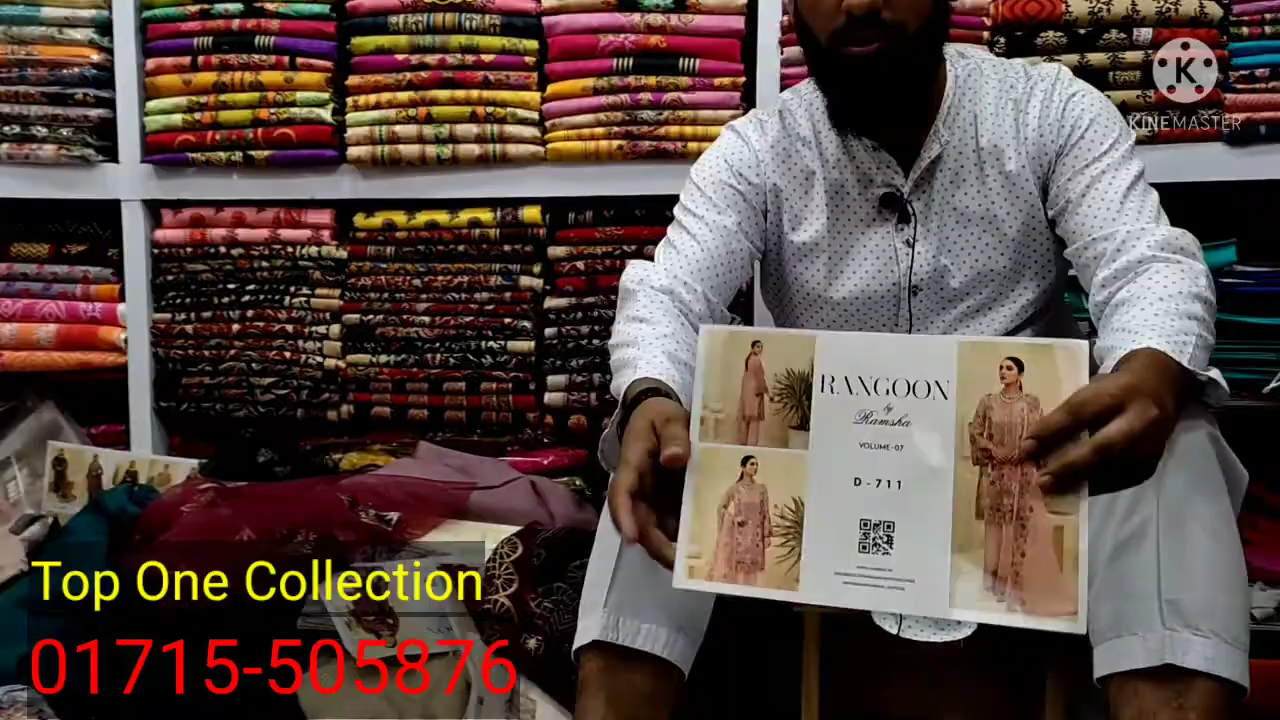 K
KINEMASTER
RANGOON
by
Ramsha
VOLUME-07
D - 711
Top One Collection
01715-505876